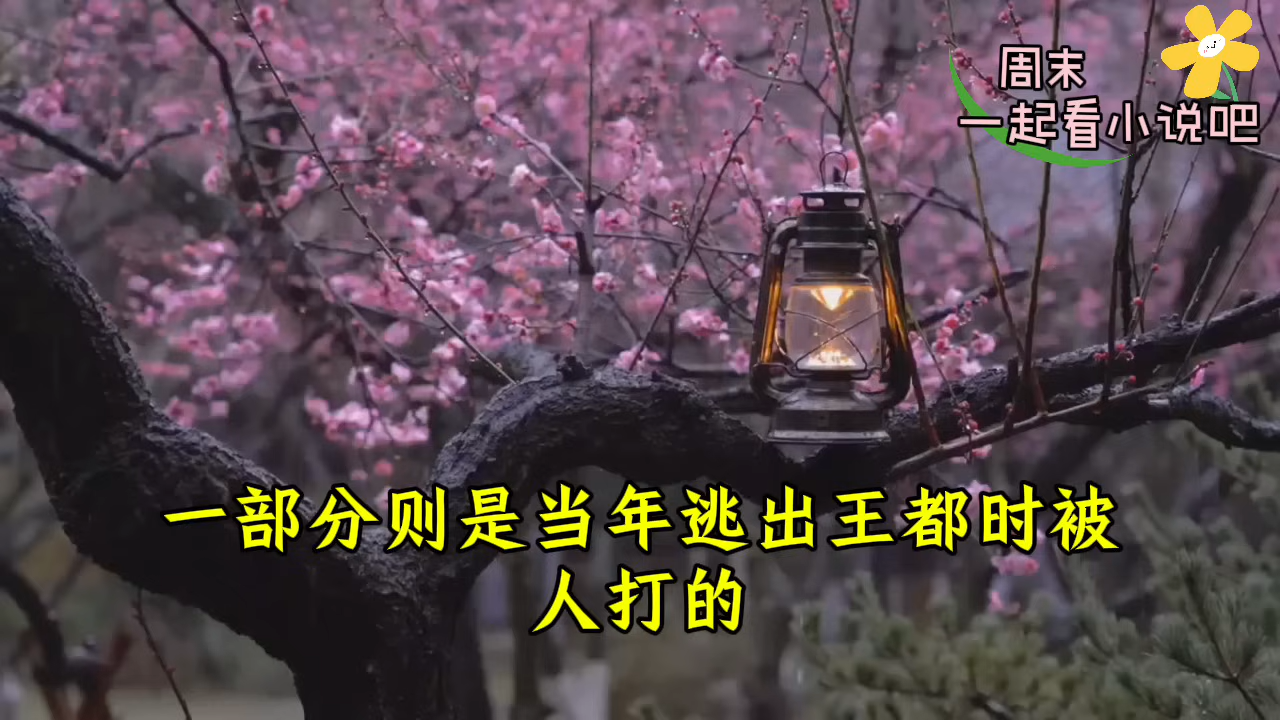 周末
一起看小说吧
一部分则是当年逃出王都时被
人打的